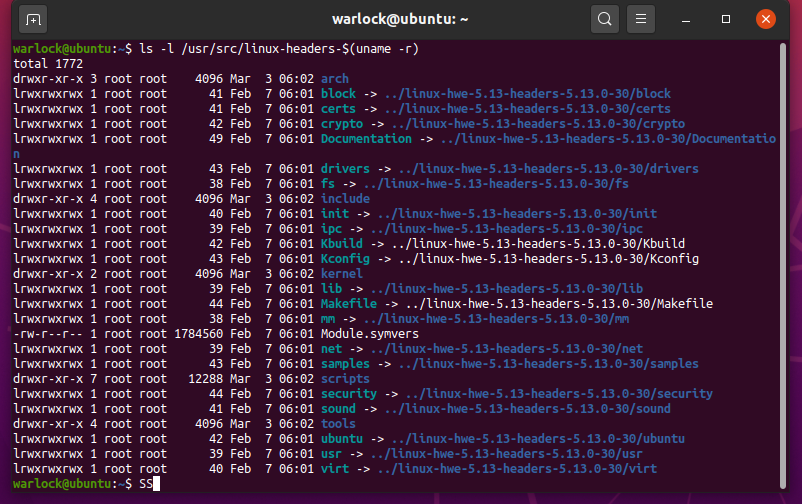 warlock@ubuntu: ~
warlock@ubuntu:~$ ls -l /usr/src/linux-headers-$(uname -r)
total 1772
drwxr-xr-x 3 root root    4096 Mar  3 06:02 arch
lrwxrwxrwx 1 root root      41 Feb  7 06:01 block -> ../linux-hwe-5.13-headers-5.13.0-30/block
lrwxrwxrwx 1 root root      41 Feb  7 06:01 certs -> ../linux-hwe-5.13-headers-5.13.0-30/certs
lrwxrwxrwx 1 root root      42 Feb  7 06:01 crypto -> ../linux-hwe-5.13-headers-5.13.0-30/crypto
lrwxrwxrwx 1 root root      49 Feb  7 06:01 Documentation -> ../linux-hwe-5.13-headers-5.13.0-30/Documentatio
n
lrwxrwxrwx 1 root root      43 Feb  7 06:01 drivers -> ../linux-hwe-5.13-headers-5.13.0-30/drivers
lrwxrwxrwx 1 root root      38 Feb  7 06:01 fs -> ../linux-hwe-5.13-headers-5.13.0-30/fs
drwxr-xr-x 4 root root    4096 Mar  3 06:02 include
lrwxrwxrwx 1 root root      40 Feb  7 06:01 init -> ../linux-hwe-5.13-headers-5.13.0-30/init
lrwxrwxrwx 1 root root      39 Feb  7 06:01 ipc -> ../linux-hwe-5.13-headers-5.13.0-30/ipc
lrwxrwxrwx 1 root root      42 Feb  7 06:01 Kbuild -> ../linux-hwe-5.13-headers-5.13.0-30/Kbuild
lrwxrwxrwx 1 root root      43 Feb  7 06:01 Kconfig -> ../linux-hwe-5.13-headers-5.13.0-30/Kconfig
drwxr-xr-x 2 root root    4096 Mar  3 06:02 kernel
lrwxrwxrwx 1 root root      39 Feb  7 06:01 lib -> ../linux-hwe-5.13-headers-5.13.0-30/lib
lrwxrwxrwx 1 root root      44 Feb  7 06:01 Makefile -> ../linux-hwe-5.13-headers-5.13.0-30/Makefile
lrwxrwxrwx 1 root root      38 Feb  7 06:01 mm -> ../linux-hwe-5.13-headers-5.13.0-30/mm
-rw-r--r-- 1 root root 1784560 Feb  7 06:01 Module.symvers
lrwxrwxrwx 1 root root      39 Feb  7 06:01 net -> ../linux-hwe-5.13-headers-5.13.0-30/net
lrwxrwxrwx 1 root root      43 Feb  7 06:01 samples -> ../linux-hwe-5.13-headers-5.13.0-30/samples
drwxr-xr-x 7 root root   12288 Mar  3 06:02 scripts
lrwxrwxrwx 1 root root      44 Feb  7 06:01 security -> ../linux-hwe-5.13-headers-5.13.0-30/security
lrwxrwxrwx 1 root root      41 Feb  7 06:01 sound -> ../linux-hwe-5.13-headers-5.13.0-30/sound
drwxr-xr-x 4 root root    4096 Mar  3 06:02 tools
lrwxrwxrwx 1 root root      42 Feb  7 06:01 ubuntu -> ../linux-hwe-5.13-headers-5.13.0-30/ubuntu
lrwxrwxrwx 1 root root      39 Feb  7 06:01 usr -> ../linux-hwe-5.13-headers-5.13.0-30/usr
lrwxrwxrwx 1 root root      40 Feb  7 06:01 virt -> ../linux-hwe-5.13-headers-5.13.0-30/virt
warlock@ubuntu:~$ SS